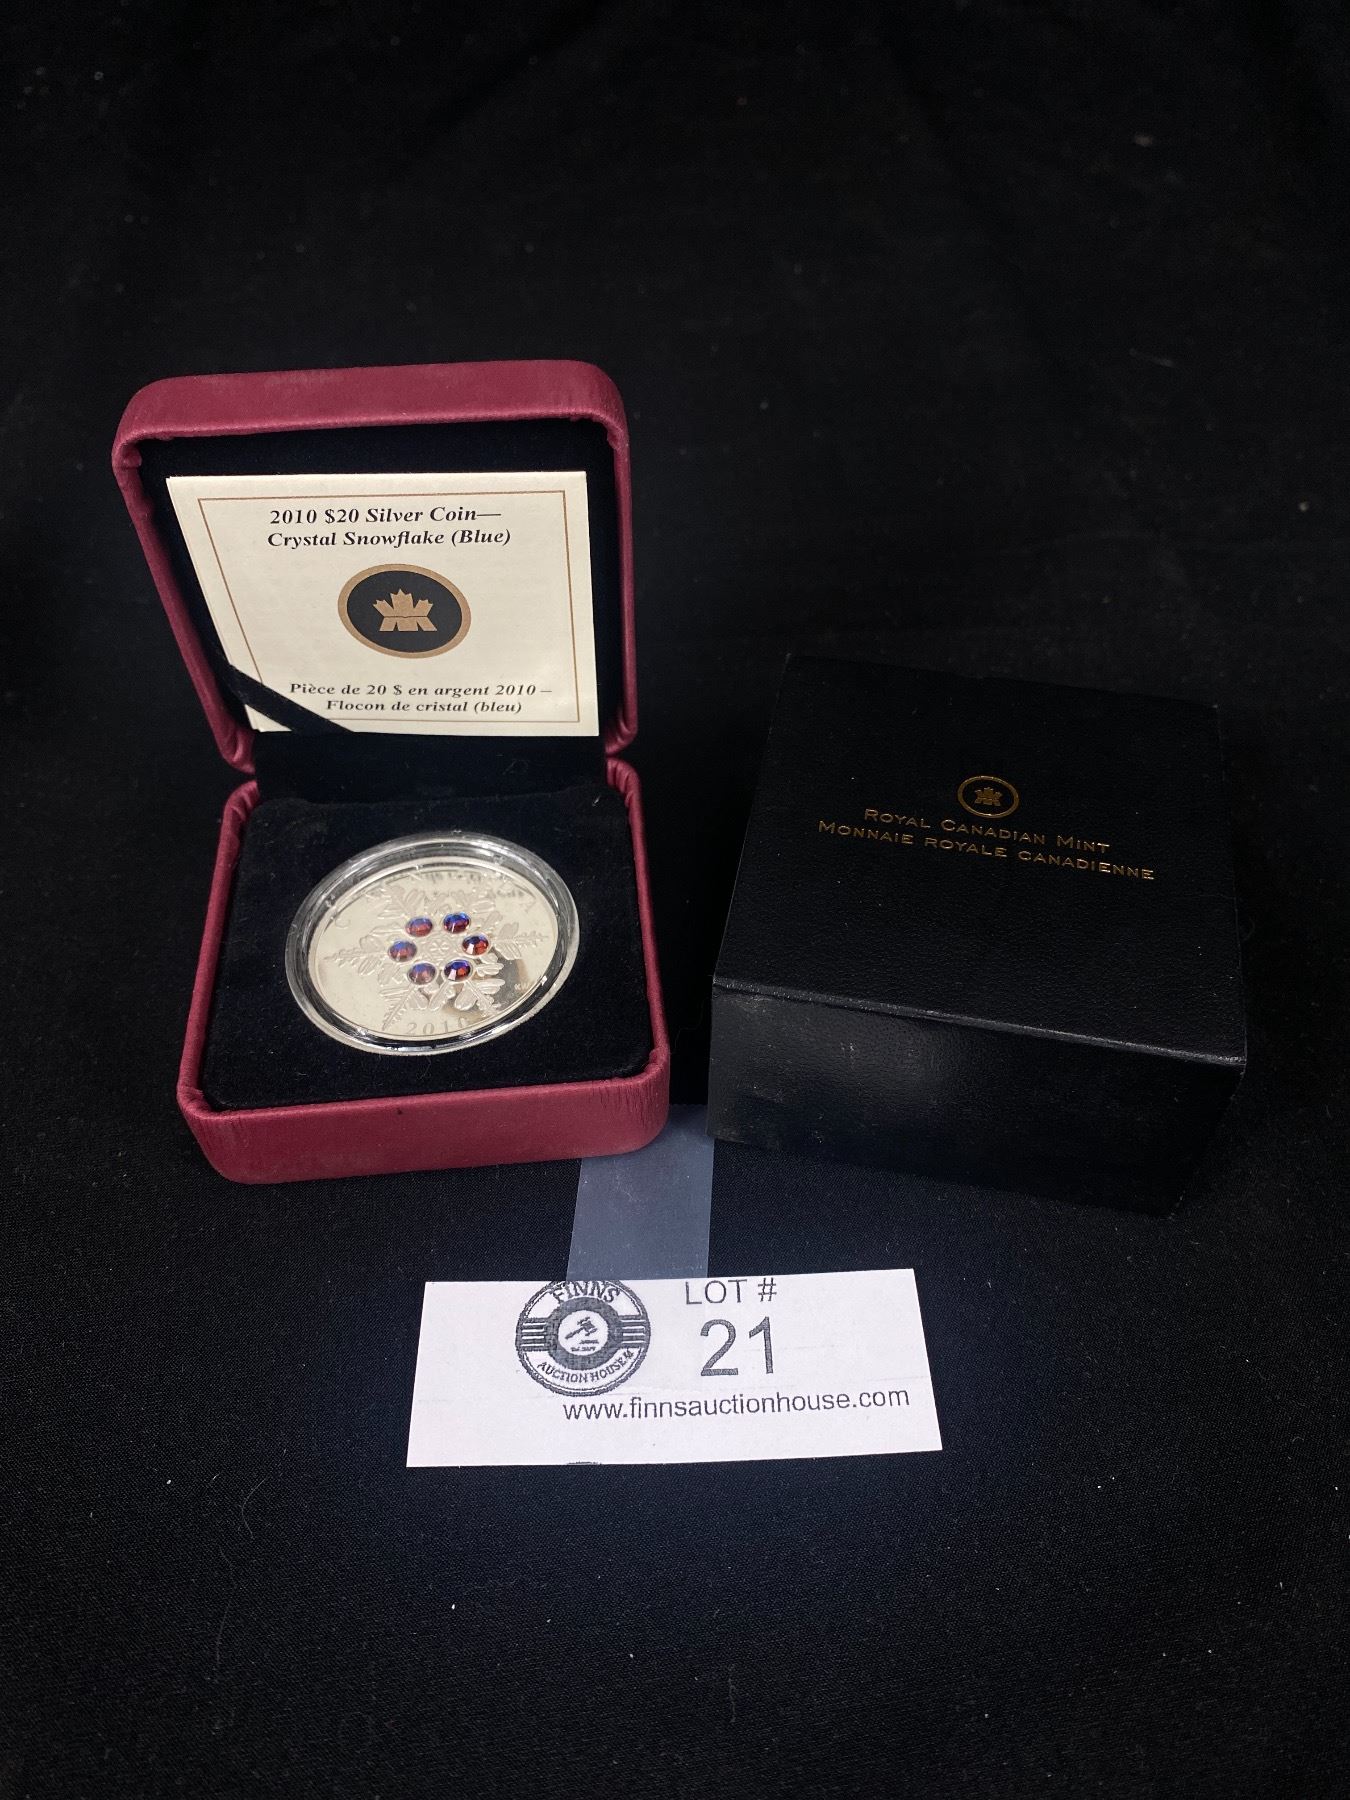 2010 $20 Silver Coin—
Crystal Snowflake (Blue)
Pièce de 20 $ en argent 2010 –
Flocon de cristal (bleu)
2010
ROYAL CANADIAN MINT
MONNAIE ROYALE CANADIENNE
FINNS
AUCTION HOUSE
LOT #
21
www.finnsauctionhouse.com